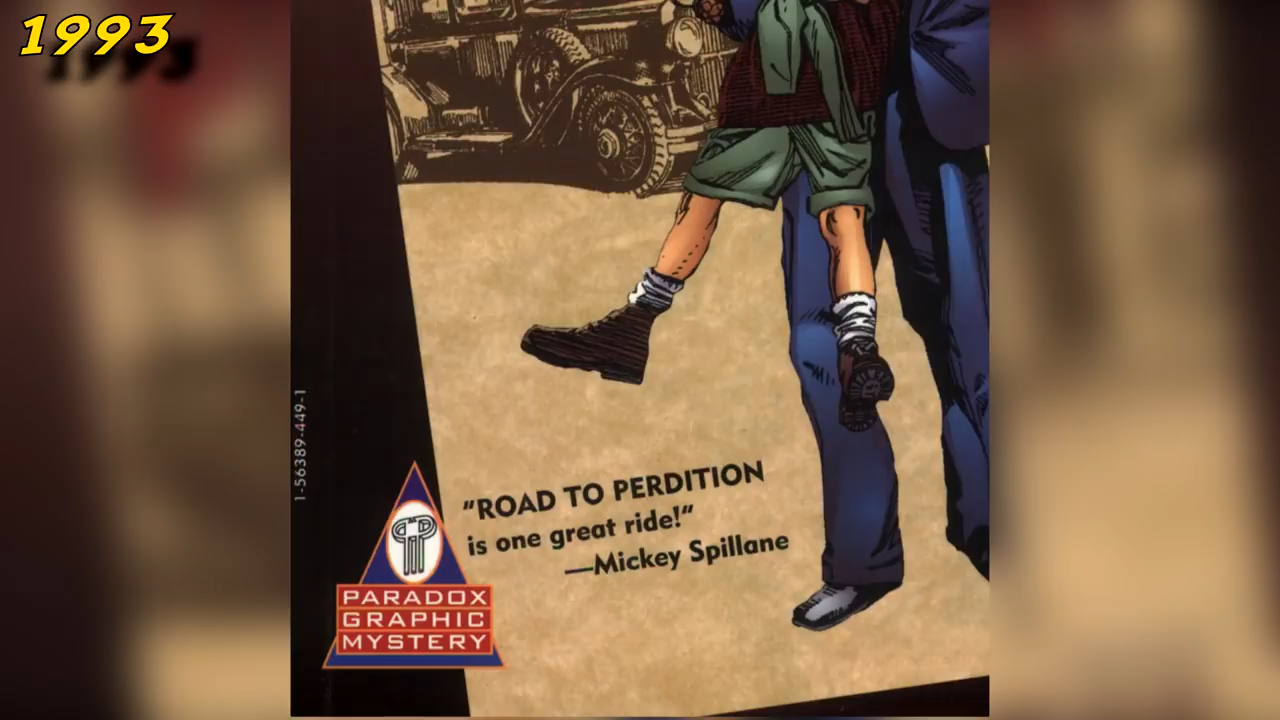 1993
1-56389-449-1
"ROAD TO PERDITION
is one great ride!"
—Mickey Spillane
PARADOX
GRAPHIC
MYSTERY